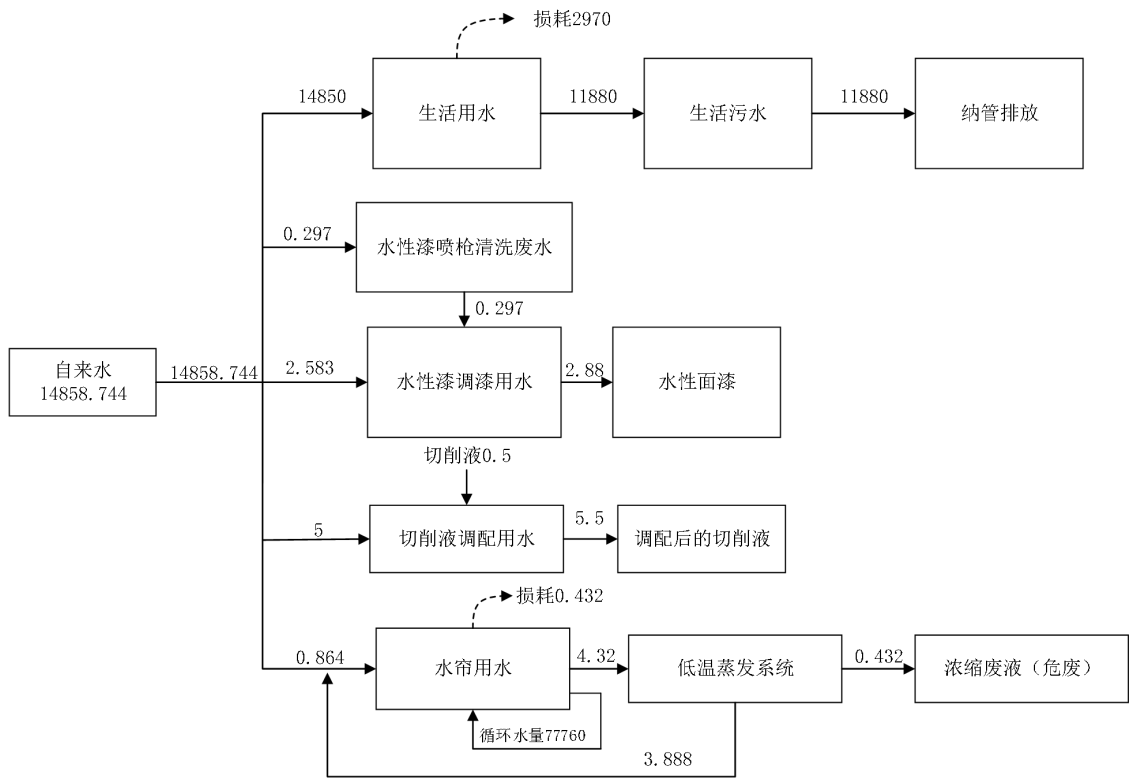 损耗2970
14850
生活用水
11880
生活污水
11880
纳管排放
0.297
水性漆喷枪清洗废水
0.297
自来水
14858.744
14858.744
2.583
水性漆调漆用水
2.88
水性面漆
切削液0.5
5
切削液调配用水
5.5
调配后的切削液
损耗0.432
0.864
水帘用水
4.32
低温蒸发系统
0.432
浓缩废液（危废）
循环水量77760
3.888